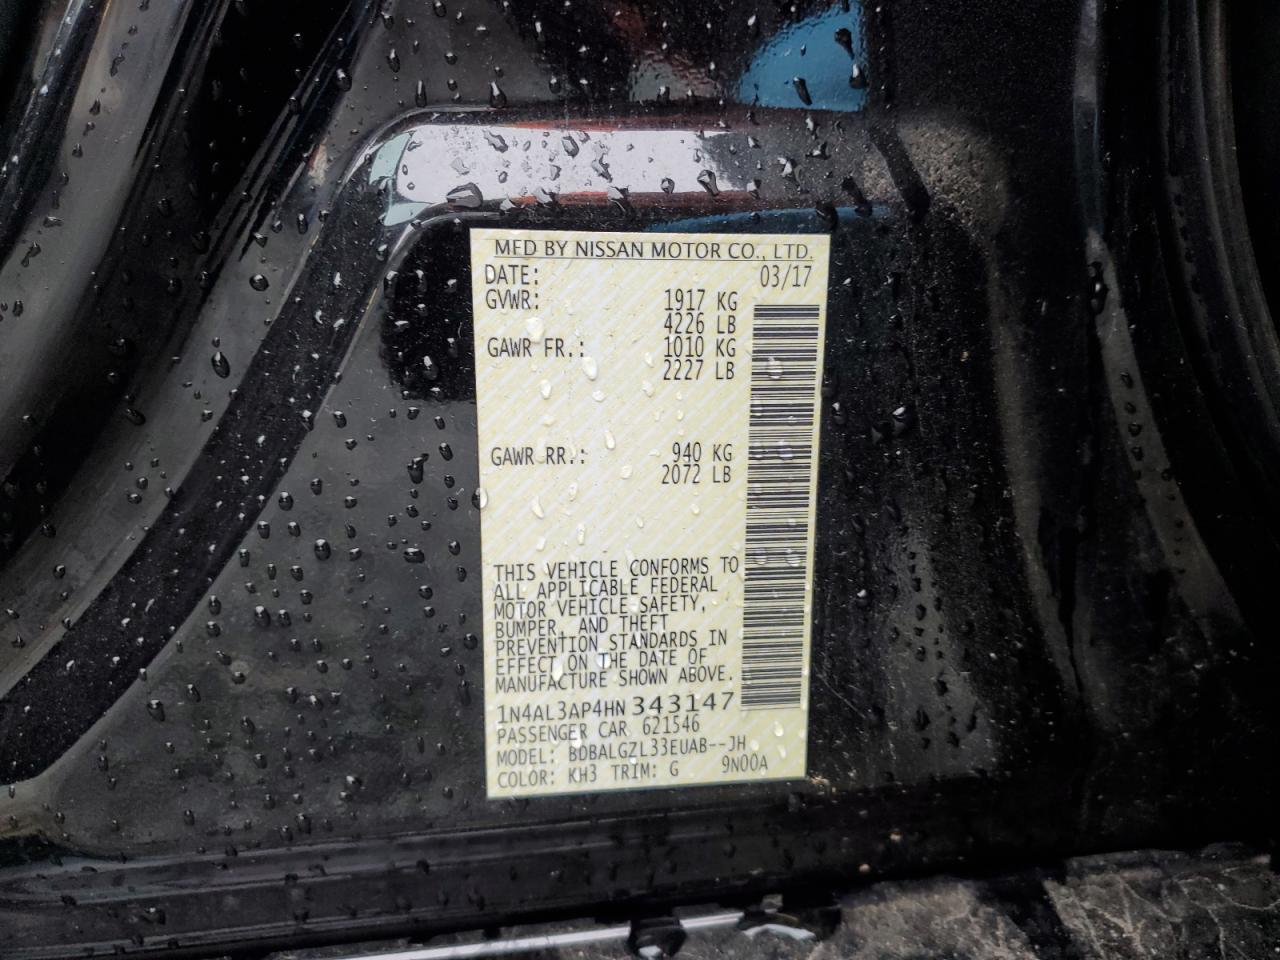 MFD BY NISSAN MOTOR CO., LTD.
DATE: 03/17
GVWR: 1917 KG
4226 LB
GAWR FR.: 1010 KG
2227 LB
GAWR RR.: 940 KG
2072 LB
THIS VEHICLE CONFORMS TO
ALL APPLICABLE FEDERAL
MOTOR VEHICLE SAFETY,
BUMPER, AND THEFT
PREVENTION STANDARDS IN
EFFECT ON THE DATE OF
MANUFACTURE SHOWN ABOVE.
1N4AL3AP4HN343147
PASSENGER CAR 621546
MODEL: BDBALGZL33EUAB--JH
COLOR: KH3 TRIM: G 9N00A